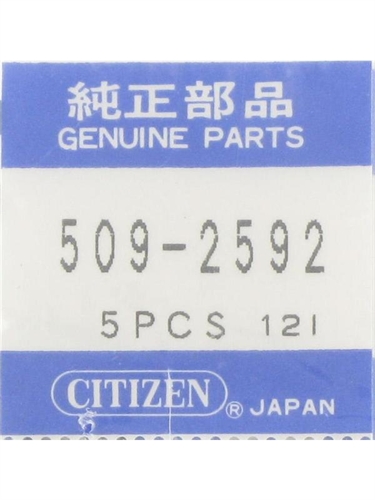 純正部品
GENUINE PARTS
509-2592
5PCS 121
CITIZEN ® JAPAN